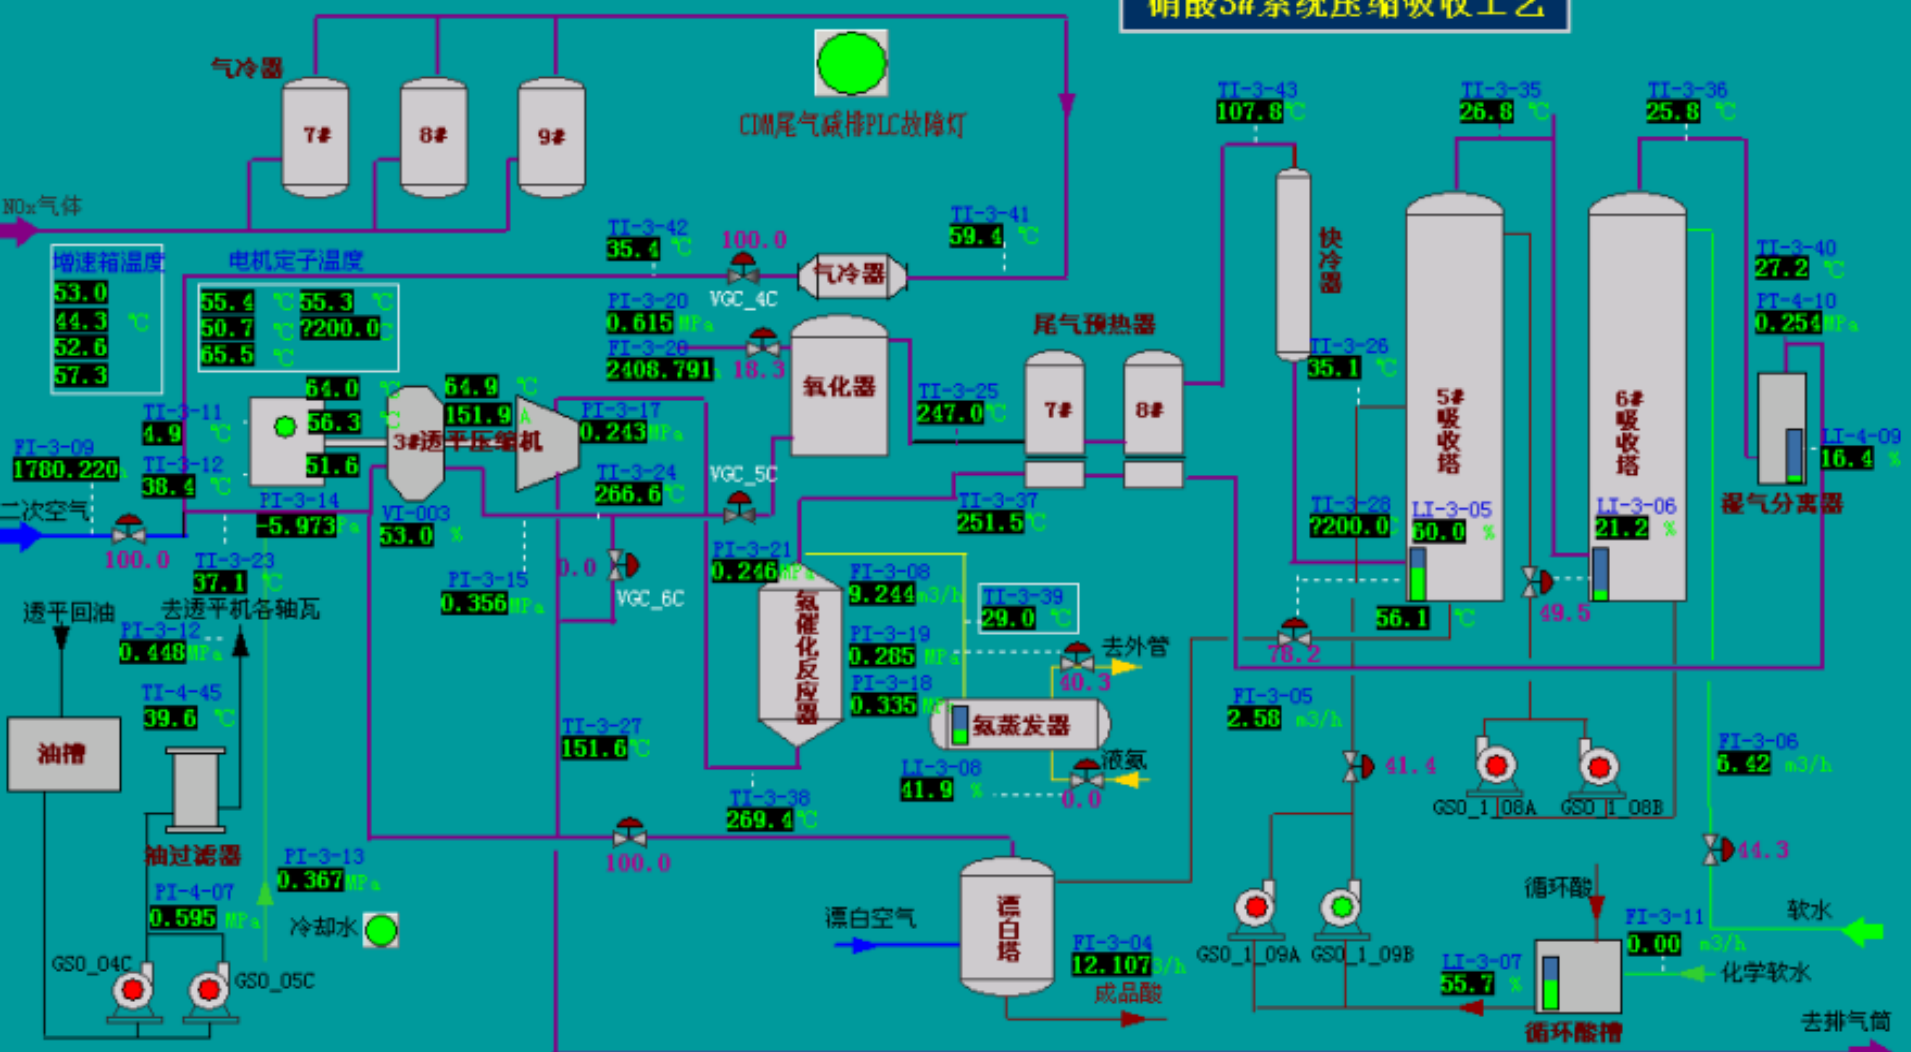 硝酸3#系统压缩吸收工艺
气冷器
7#
8#
9#
CDM尾气减排PLC故障灯
NOx气体
TI-3-43
107.8℃
TI-3-35
26.8 ℃
TI-3-36
25.8 ℃
TI-3-42
35.4 ℃
100.0
VGC_4C
气冷器
TI-3-41
59.4 ℃
快冷器
TI-3-40
27.2 ℃
PT-4-10
0.254MPa
增速箱温度
53.0
44.3 ℃
52.6
57.3
电机定子温度
55.4 ℃ 55.3 ℃
50.7 ℃ ?200.0C
65.5 ℃
PI-3-20
0.615MPa
FI-3-20
2408.791
18.3
氧化器
尾气预热器
7#
8#
TI-3-26
35.1 ℃
5#吸收塔
6#吸收塔
TI-3-25
247.0℃
64.0 ℃
56.3 ℃
51.6
64.9 ℃
151.9 A
3#透平压缩机
PI-3-17
0.243MPa
TI-3-11
4.9 ℃
FI-3-09
1780.220
TI-3-12
38.4 ℃
二次空气
100.0
PI-3-14
-5.973Pa
VI-003
53.0 %
TI-3-24
266.6℃
VGC_5C
TI-3-37
251.5℃
LI-4-09
16.4 %
湿气分离器
TI-3-28
?200.0C
LI-3-05
60.0 %
LI-3-06
21.2 %
TI-3-23
37.1 ℃
PI-3-15
0.356MPa
0.0
VGC_6C
PI-3-21
0.246MPa
FI-3-08
9.244m3/h
TI-3-39
29.0 ℃
56.1 ℃
49.5
78.2
透平回油
去透平机各轴瓦
PI-3-12
0.448MPa
氨催化反应器
PI-3-19
0.285 MPa
去外管
40.3
PI-3-18
0.335 MPa
TI-4-45
39.6 ℃
油槽
氨蒸发器
FI-3-05
2.58 m3/h
TI-3-27
151.6℃
LI-3-08
41.9 %
液氨
0.0
41.4
FI-3-06
6.42 m3/h
TI-3-38
269.4℃
GSO_1_08A
GSO_1_08B
油过滤器
100.0
44.3
PI-3-13
0.367MPa
PI-4-07
0.595 MPa
冷却水
漂白空气
漂白塔
循环酸
软水
FI-3-11
0.00 m3/h
GSO_04C
GSO_05C
FI-3-04
12.1073/h
成品酸
GSO_1_09A
GSO_1_09B
LI-3-07
55.7 %
循环酸槽
化学软水
去排气筒